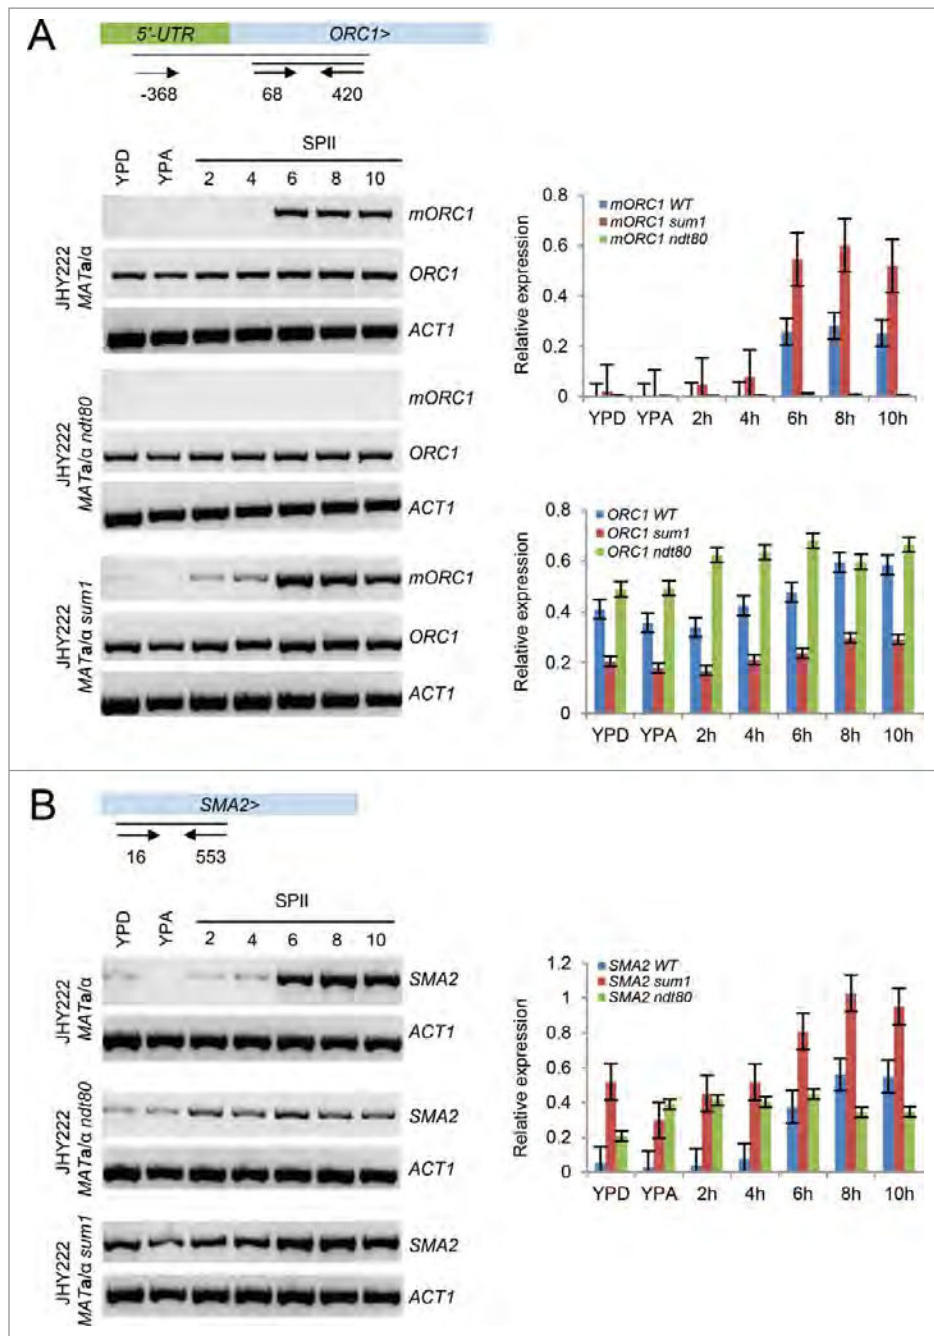 A
5'-UTR ORC1>
-368 68 420
SPII
YPD YPA 2 4 6 8 10
JHY222
MATa/α
mORC1
ORC1
ACT1
JHY222
MATa/α ndt80
mORC1
ORC1
ACT1
JHY222
MATa/α sum1
mORC1
ORC1
ACT1
Relative expression
mORC1 WT
mORC1 sum1
mORC1 ndt80
0.8
0.6
0.4
0.2
0
YPD YPA 2h 4h 6h 8h 10h
Relative expression
ORC1 WT
ORC1 sum1
ORC1 ndt80
0.8
0.6
0.4
0.2
0
YPD YPA 2h 4h 6h 8h 10h
B
SMA2>
16 553
SPII
YPD YPA 2 4 6 8 10
JHY222
MATa/α
SMA2
ACT1
JHY222
MATa/α ndt80
SMA2
ACT1
JHY222
MATa/α sum1
SMA2
ACT1
Relative expression
SMA2 WT
SMA2 sum1
SMA2 ndt80
1.2
1
0.8
0.6
0.4
0.2
0
YPD YPA 2h 4h 6h 8h 10h